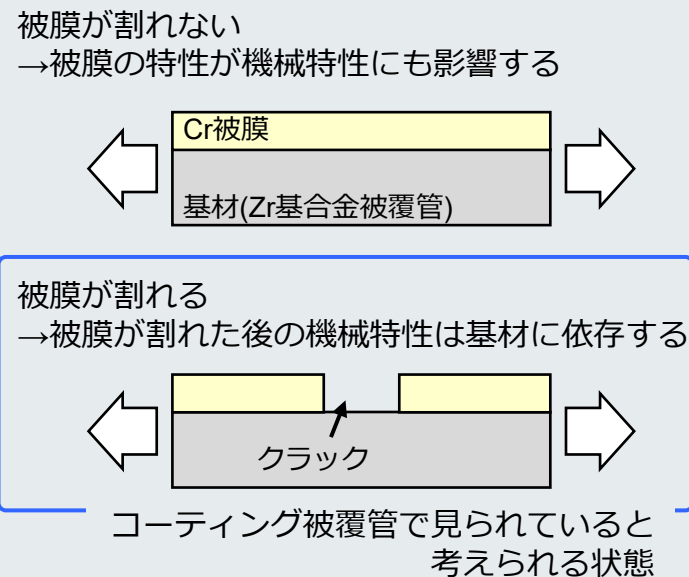 被膜が割れない
→被膜の特性が機械特性にも影響する
Cr被膜
基材(Zr基合金被覆管)
被膜が割れる
→被膜が割れた後の機械特性は基材に依存する
クラック
コーティング被覆管で見られていると
考えられる状態